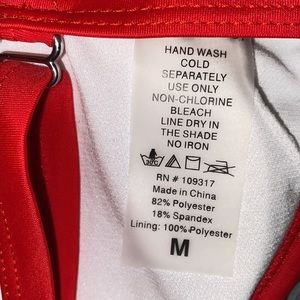 HAND WASH
COLD
SEPARATELY
USE ONLY
NON-CHLORINE
BLEACH
LINE DRY IN
THE SHADE
NO IRON
30°C
RN # 109317
Made in China
82% Polyester
18% Spandex
Lining: 100% Polyester
M